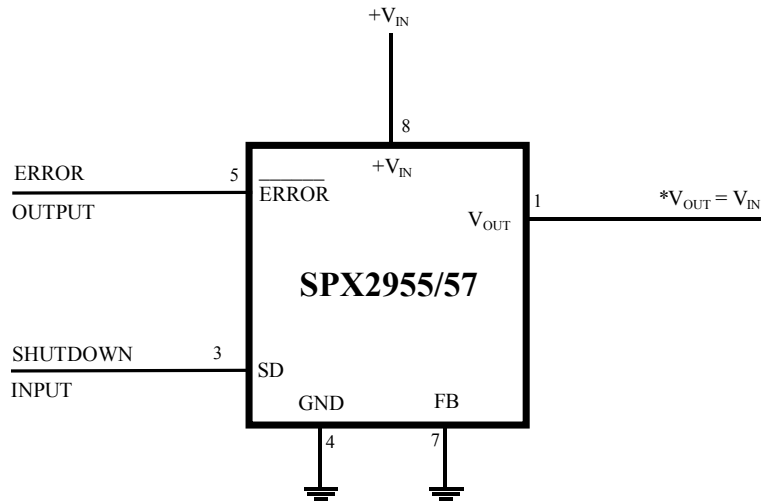 +V_IN
8
+V_IN
ERROR
5
ERROR
OUTPUT
1
*V_OUT = V_IN
V_OUT
SPX2955/57
SHUTDOWN
3
SD
INPUT
GND
FB
4
7